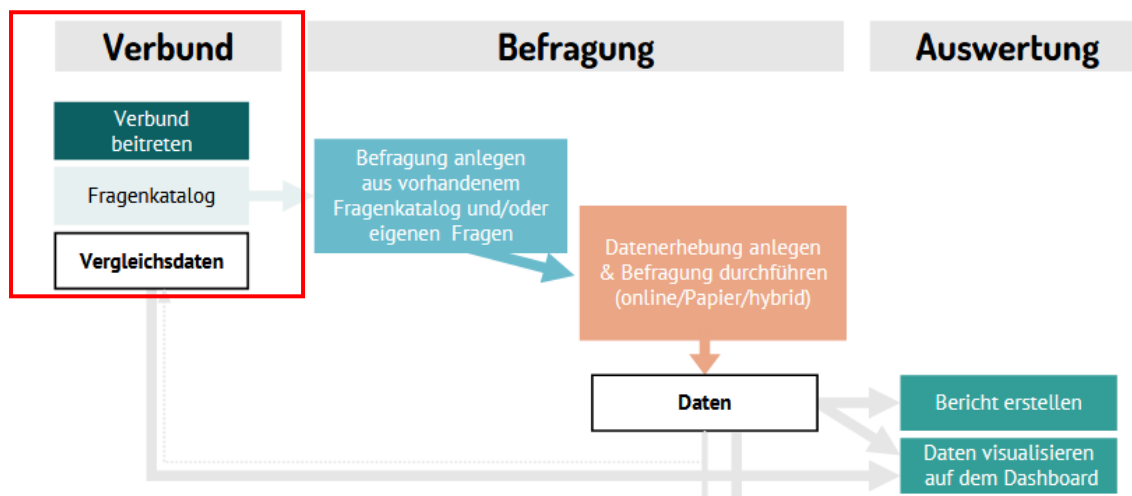 Verbund
Befragung
Auswertung
Verbund
beitreten
Fragenkatalog
Vergleichsdaten
Befragung anlegen
aus vorhandenem
Fragenkatalog und/oder
eigenen Fragen
Datenerhebung anlegen
& Befragung durchführen
(online/Papier/hybrid)
Daten
Bericht erstellen
Daten visualisieren
auf dem Dashboard